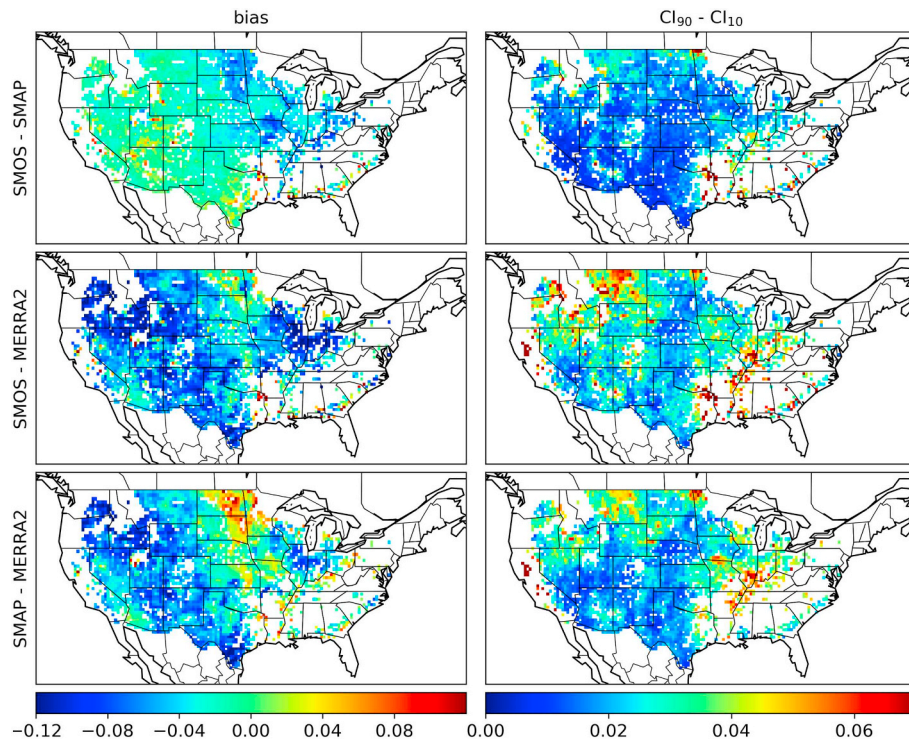 bias
CI₉₀ - CI₁₀
SMOS - SMAP
SMOS - MERRA2
SMAP - MERRA2
−0.12 −0.08 −0.04 0.00 0.04 0.08
0.00 0.02 0.04 0.06